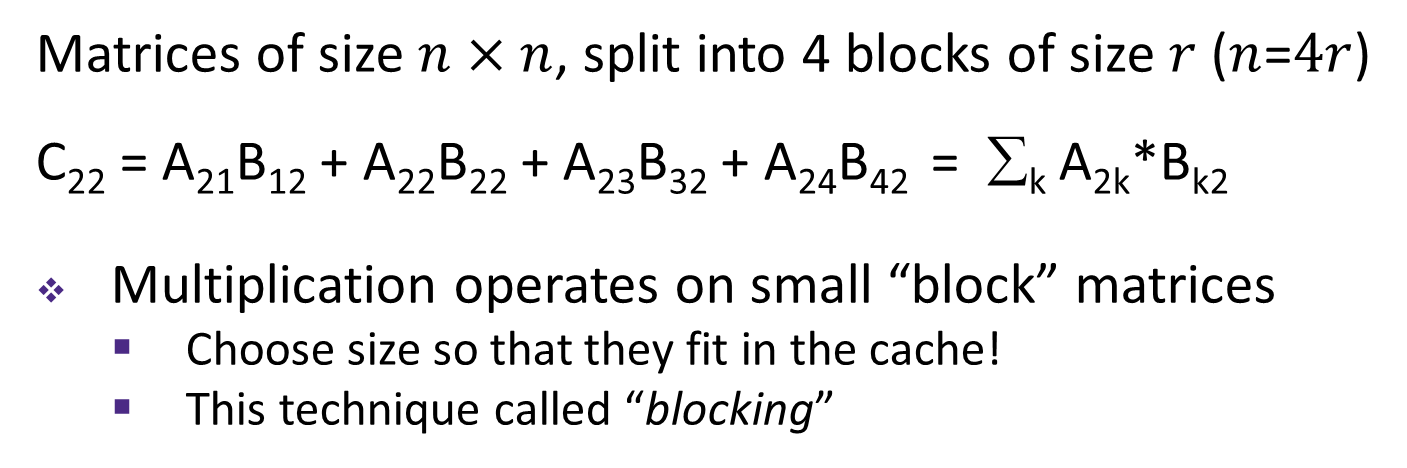 Matrices of size n × n, split into 4 blocks of size r (n=4r)
C₂₂ = A₂₁B₁₂ + A₂₂B₂₂ + A₂₃B₃₂ + A₂₄B₄₂ = ∑ₖ A₂ₖ*Bₖ₂
❖ Multiplication operates on small “block” matrices
▪ Choose size so that they fit in the cache!
▪ This technique called “blocking”